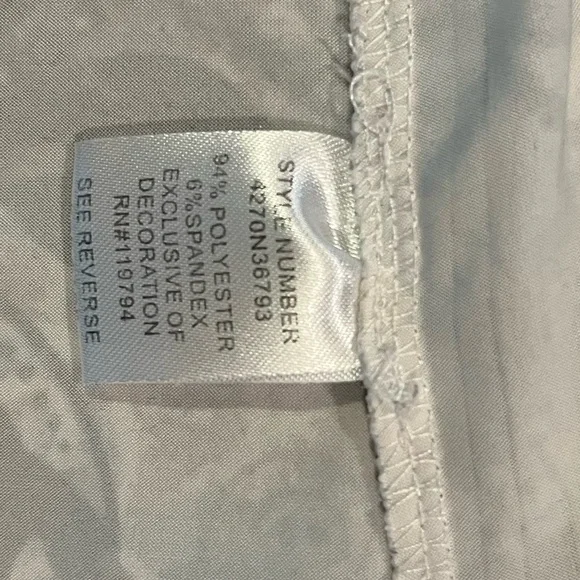 STYLE NUMBER
4270N36793
94% POLYESTER
6%SPANDEX
EXCLUSIVE OF
DECORATION
RN#119794
SEE REVERSE